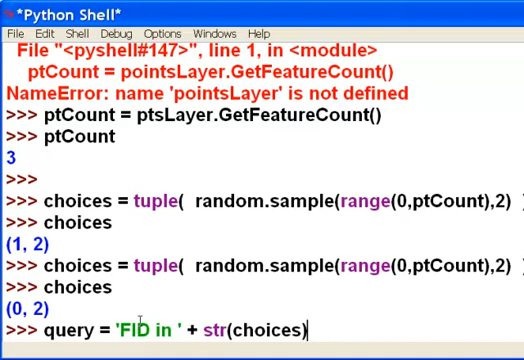 *Python Shell*
File Edit Shell Debug Options Windows Help
File "<pyshell#147>", line 1, in <module>
ptCount = pointsLayer.GetFeatureCount()
NameError: name 'pointsLayer' is not defined
>>> ptCount = ptsLayer.GetFeatureCount()
>>> ptCount
3
>>>
>>> choices = tuple(  random.sample(range(0,ptCount),2)  )
>>> choices
(1, 2)
>>> choices = tuple(  random.sample(range(0,ptCount),2)  )
>>> choices
(0, 2)
>>> query = 'FID in ' + str(choices)